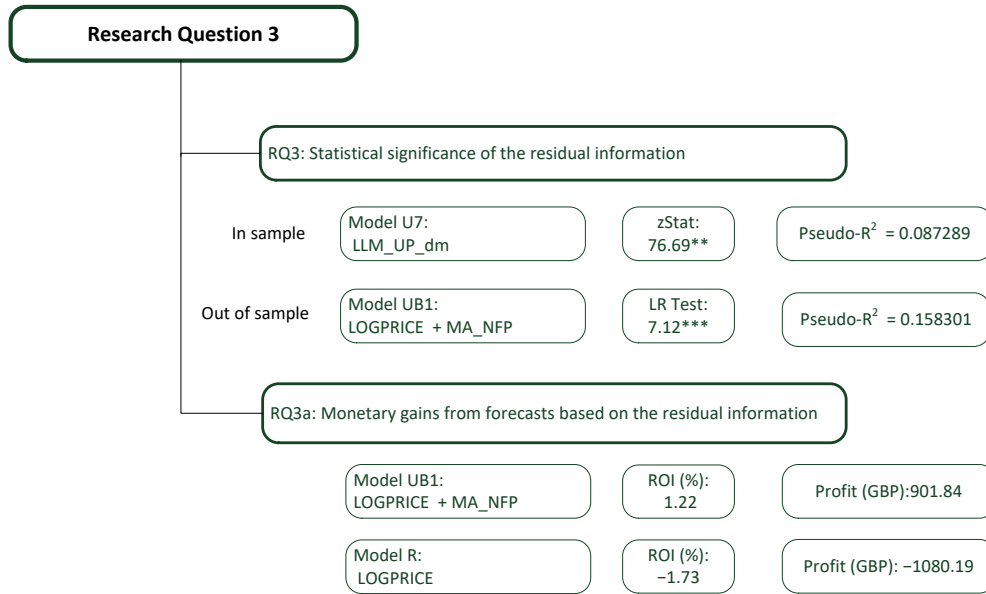 Research Question 3
RQ3: Statistical significance of the residual information
In sample
Model U7:
LLM_UP_dm
zStat:
76.69**
Pseudo-R² = 0.087289
Out of sample
Model UB1:
LOGPRICE + MA_NFP
LR Test:
7.12***
Pseudo-R² = 0.158301
RQ3a: Monetary gains from forecasts based on the residual information
Model UB1:
LOGPRICE + MA_NFP
ROI (%):
1.22
Profit (GBP):901.84
Model R:
LOGPRICE
ROI (%):
−1.73
Profit (GBP): −1080.19